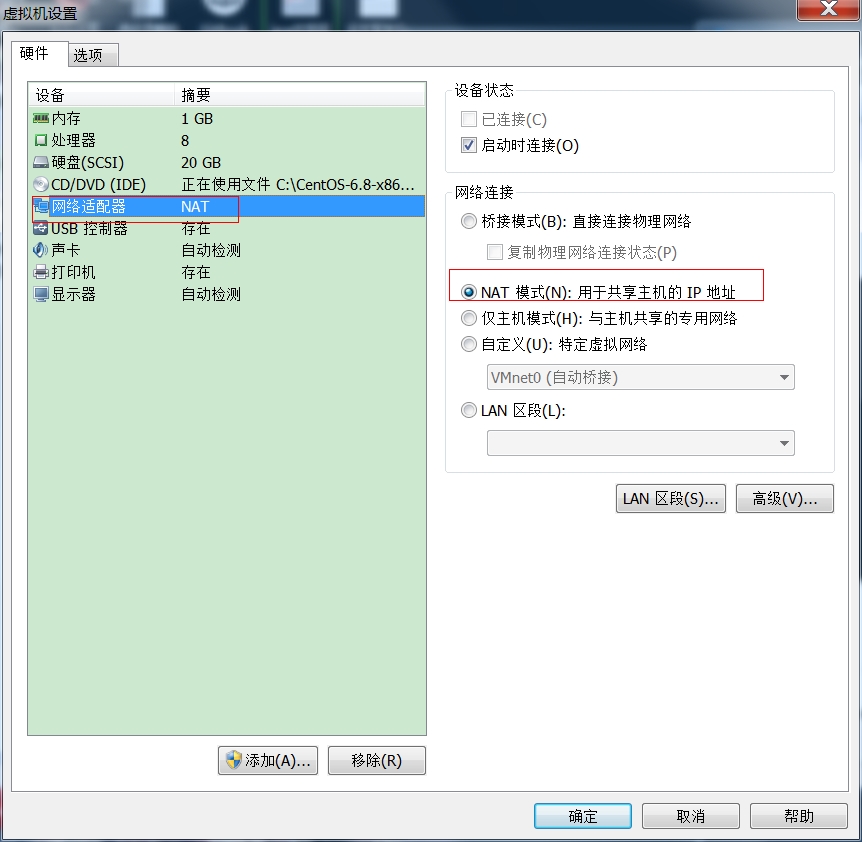 虚拟机设置
硬件 选项
设备 摘要
内存 1 GB
处理器 8
硬盘(SCSI) 20 GB
CD/DVD (IDE) 正在使用文件 C:\CentOS-6.8-x86...
网络适配器 NAT
USB 控制器 存在
声卡 自动检测
打印机 存在
显示器 自动检测
添加(A)... 移除(R)
设备状态
已连接(C)
启动时连接(O)
网络连接
桥接模式(B): 直接连接物理网络
复制物理网络连接状态(P)
NAT 模式(N): 用于共享主机的 IP 地址
仅主机模式(H): 与主机共享的专用网络
自定义(U): 特定虚拟网络
VMnet0 (自动桥接)
LAN 区段(L):
LAN 区段(S)... 高级(V)...
确定 取消 帮助